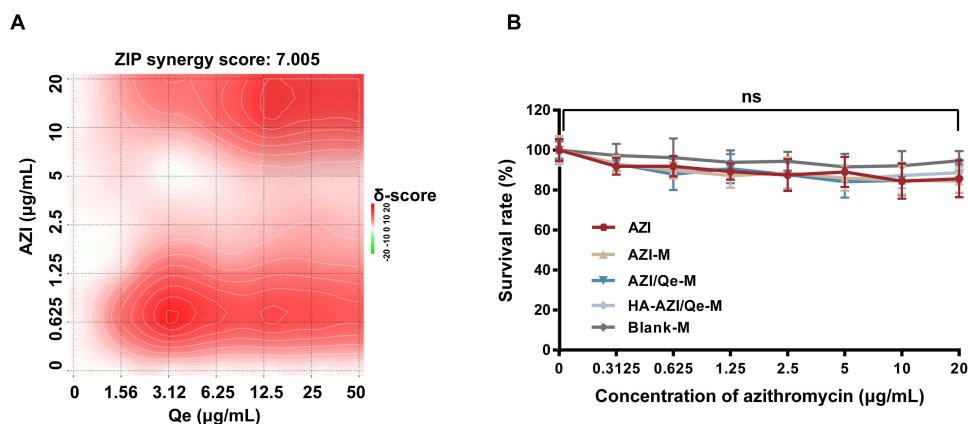 A
ZIP synergy score: 7.005
AZI (µg/mL)
20
10
5
2.5
1.25
0.625
0
0 1.56 3.12 6.25 12.5 25 50
Qe (µg/mL)
δ-score
-20 -10 0 10 20
B
ns
Survival rate (%)
120
100
80
60
40
20
0
AZI
AZI-M
AZI/Qe-M
HA-AZI/Qe-M
Blank-M
0 0.3125 0.625 1.25 2.5 5 10 20
Concentration of azithromycin (µg/mL)